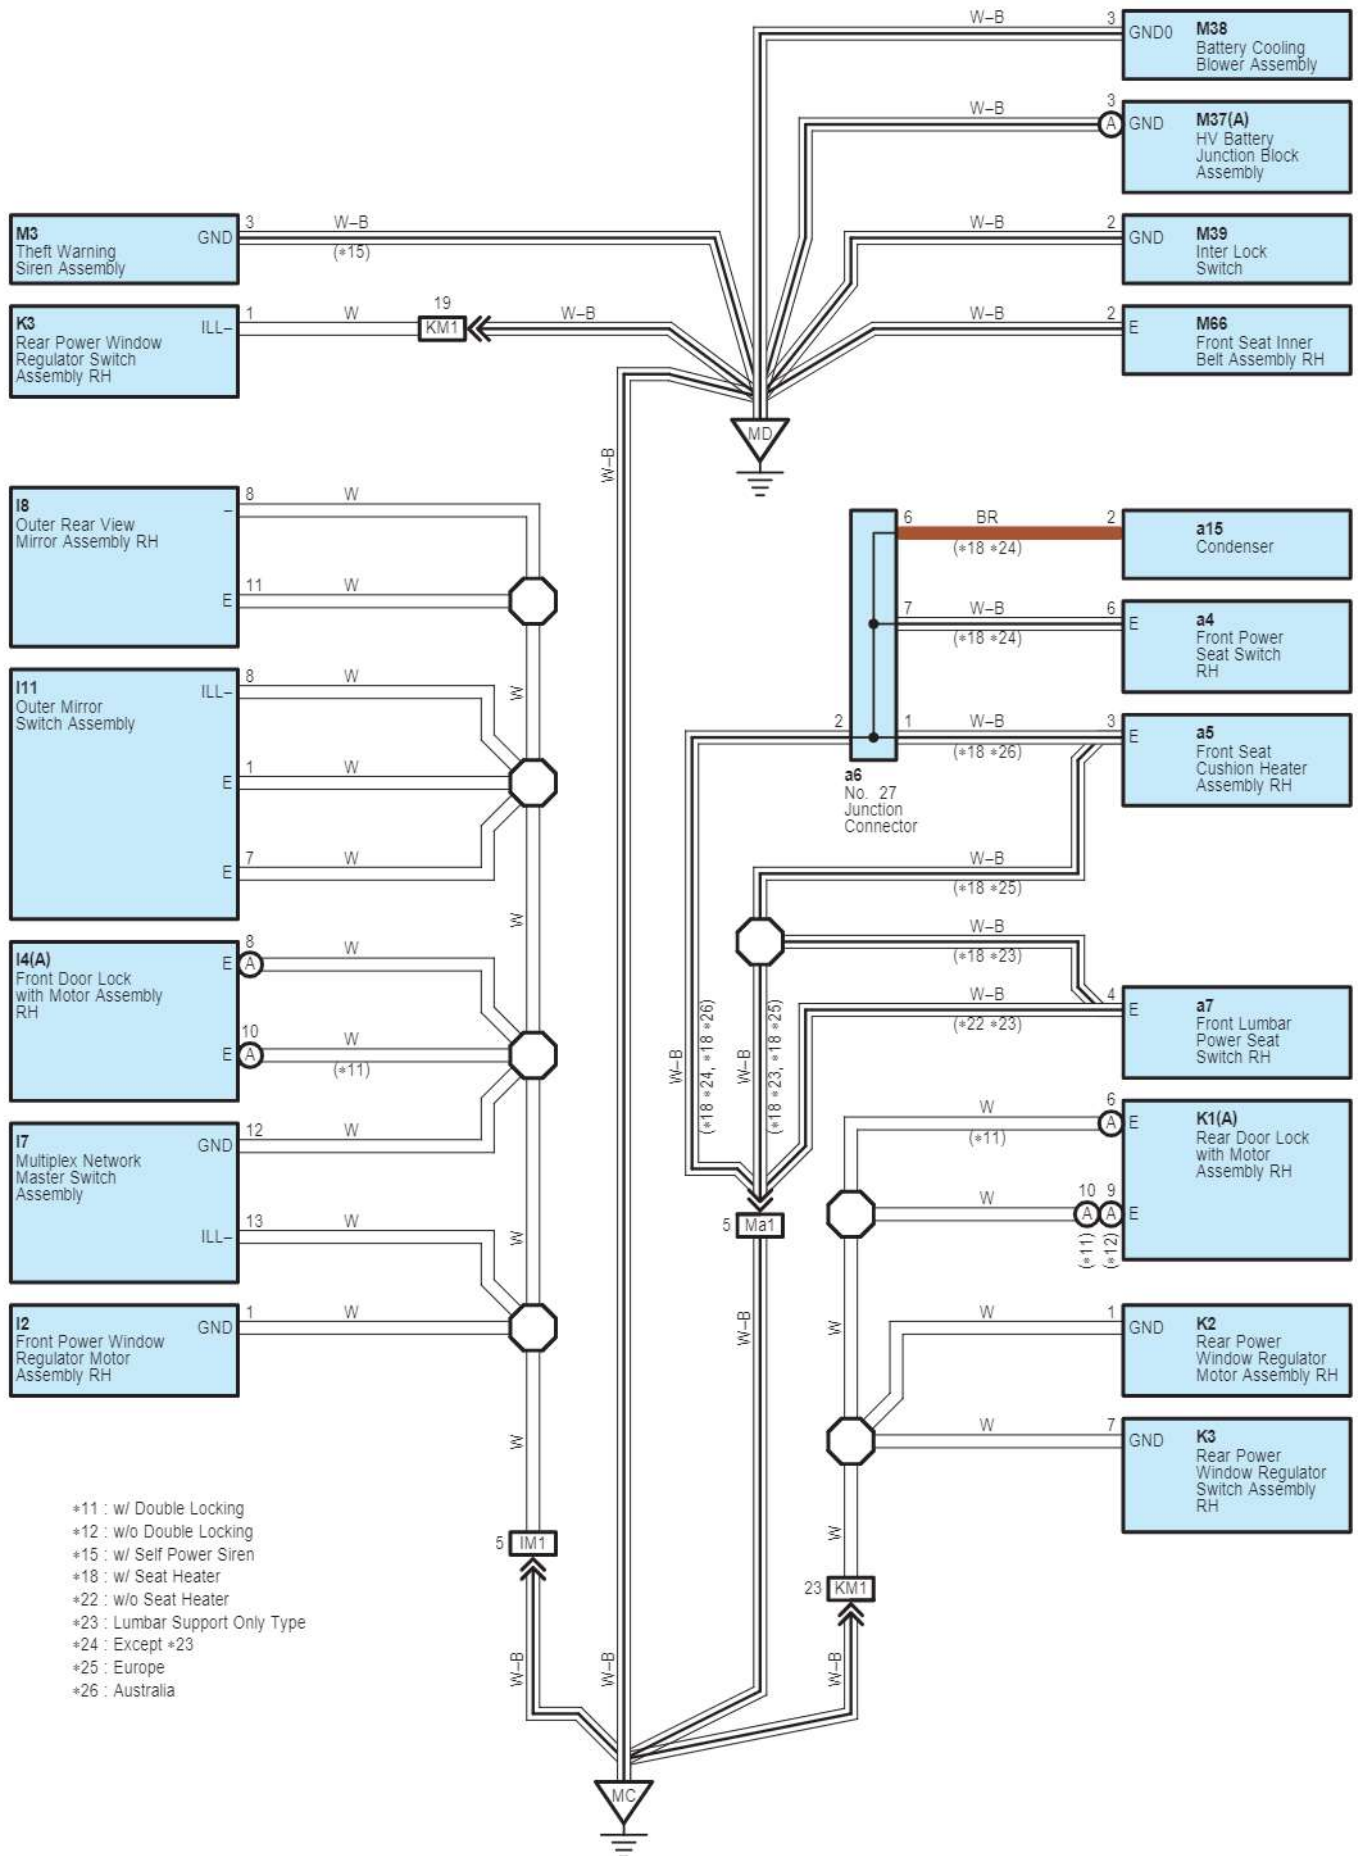 W–B
3
GND0
M38
Battery Cooling
Blower Assembly
W–B
3
A
GND
M37(A)
HV Battery
Junction Block
Assembly
M3
Theft Warning
Siren Assembly
GND
3
W–B
(*15)
W–B
2
GND
M39
Inter Lock
Switch
K3
Rear Power Window
Regulator Switch
Assembly RH
ILL–
1
W
19
KM1
W–B
W–B
2
E
M66
Front Seat Inner
Belt Assembly RH
MD
W–B
I8
Outer Rear View
Mirror Assembly RH
–
8
W
E
11
W
6
BR
2
(*18 *24)
a15
Condenser
7
W–B
6
(*18 *24)
E
a4
Front Power
Seat Switch
RH
I11
Outer Mirror
Switch Assembly
ILL–
8
W
W
E
1
W
E
7
W
W
2
1
W–B
3
(*18 *26)
E
a5
Front Seat
Cushion Heater
Assembly RH
a6
No. 27
Junction
Connector
W–B
(*18 *25)
W–B
(*18 *23)
W–B
4
(*22 *23)
E
a7
Front Lumbar
Power Seat
Switch RH
I4(A)
Front Door Lock
with Motor Assembly
RH
E
8
A
W
E
10
A
W
(*11)
W–B
(*18 *24, *18 *26)
W–B
(*18 *23, *18 *25)
I7
Multiplex Network
Master Switch
Assembly
GND
12
W
ILL–
13
W
W
W
(*11)
6
A
E
K1(A)
Rear Door Lock
with Motor
Assembly RH
W
10
9
A
A
E
(*11)
(*12)
5
Ma1
I2
Front Power Window
Regulator Motor
Assembly RH
GND
1
W
W–B
W
W
1
GND
K2
Rear Power
Window Regulator
Motor Assembly RH
W
7
GND
K3
Rear Power
Window Regulator
Switch Assembly
RH
W
W
5
IM1
23
KM1
W–B
W–B
W–B
MC
*11 : w/ Double Locking
*12 : w/o Double Locking
*15 : w/ Self Power Siren
*18 : w/ Seat Heater
*22 : w/o Seat Heater
*23 : Lumbar Support Only Type
*24 : Except *23
*25 : Europe
*26 : Australia